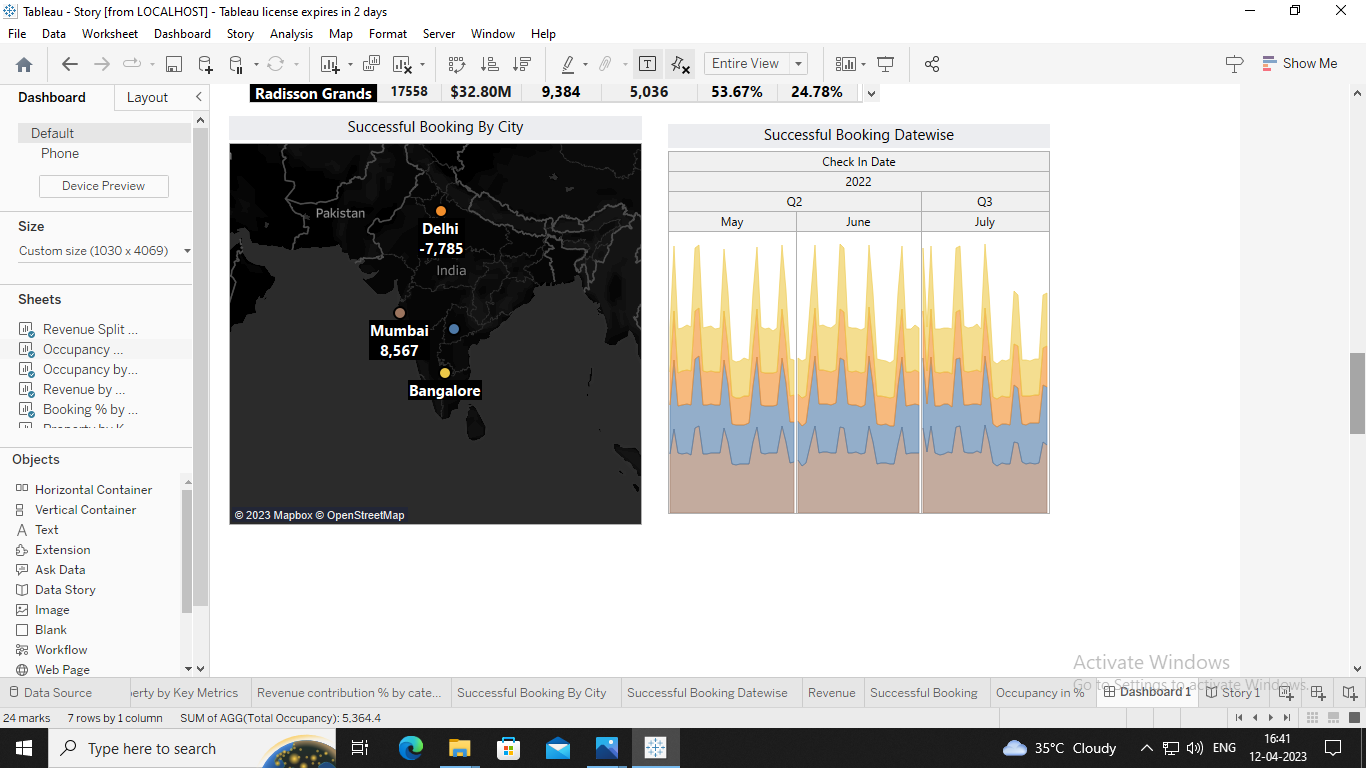 Tableau - Story [from LOCALHOST] - Tableau license expires in 2 days
File Data Worksheet Dashboard Story Analysis Map Format Server Window Help
Entire View
Show Me
Dashboard Layout
Default
Phone
Device Preview
Size
Custom size (1030 x 4069)
Sheets
Revenue Split ...
Occupancy ...
Occupancy by...
Revenue by ...
Booking % by ...
Objects
Horizontal Container
Vertical Container
Text
Extension
Ask Data
Data Story
Image
Blank
Workflow
Web Page
Radisson Grands 17558 $32.80M 9,384 5,036 53.67% 24.78%
Successful Booking By City
Pakistan
Delhi
-7,785
India
Mumbai
8,567
Bangalore
© 2023 Mapbox © OpenStreetMap
Successful Booking Datewise
Check In Date
2022
Q2 Q3
May June July
Activate Windows
Go to Settings to activate Windows.
Data Source erty by Key Metrics Revenue contribution % by cate... Successful Booking By City Successful Booking Datewise Revenue Successful Booking Occupancy in % Dashboard 1 Story 1
24 marks 7 rows by 1 column SUM of AGG(Total Occupancy): 5,364.4
Type here to search
35°C Cloudy
ENG
16:41
12-04-2023